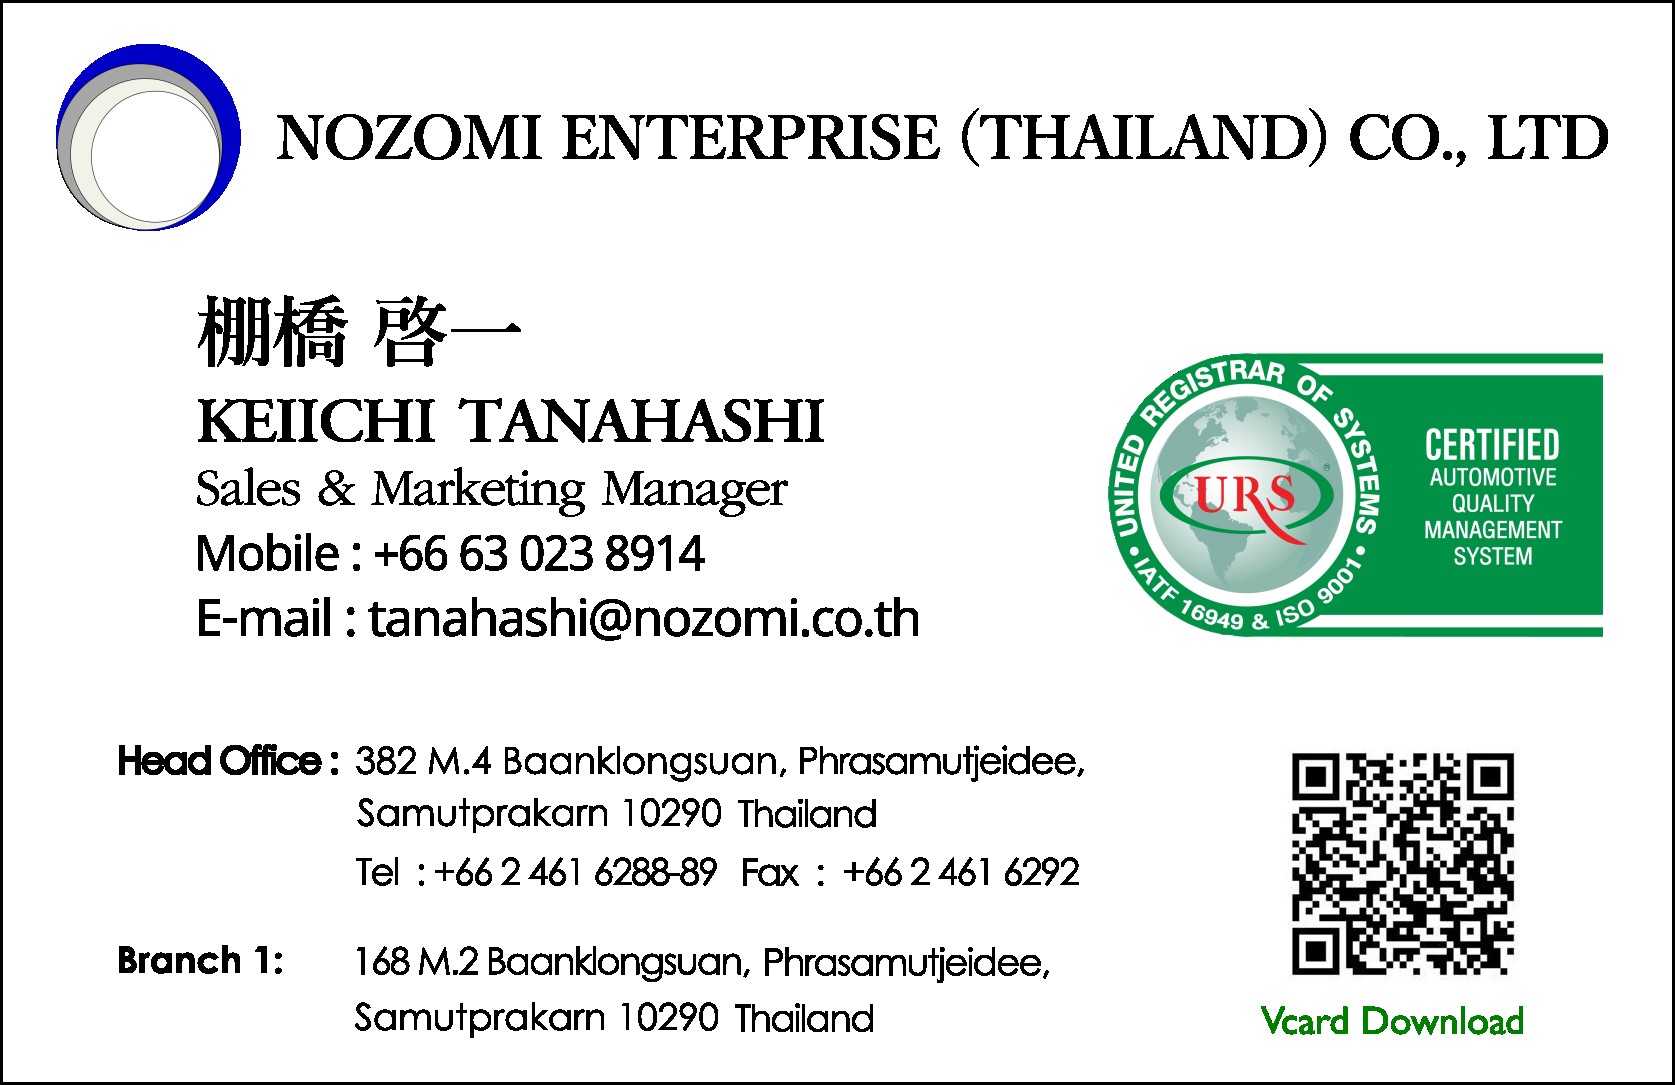 NOZOMI ENTERPRISE (THAILAND) CO., LTD
棚橋 啓一
KEIICHI TANAHASHI
Sales & Marketing Manager
Mobile : +66 63 023 8914
E-mail : tanahashi@nozomi.co.th
UNITED REGISTRAR OF SYSTEMS
• IATF 16949 & ISO 9001 •
URS ®
CERTIFIED
AUTOMOTIVE
QUALITY
MANAGEMENT
SYSTEM
Head Office : 382 M.4 Baanklongsuan, Phrasamutjeidee,
Samutprakarn 10290 Thailand
Tel : +66 2 461 6288-89 Fax : +66 2 461 6292
Branch 1: 168 M.2 Baanklongsuan, Phrasamutjeidee,
Samutprakarn 10290 Thailand
Vcard Download